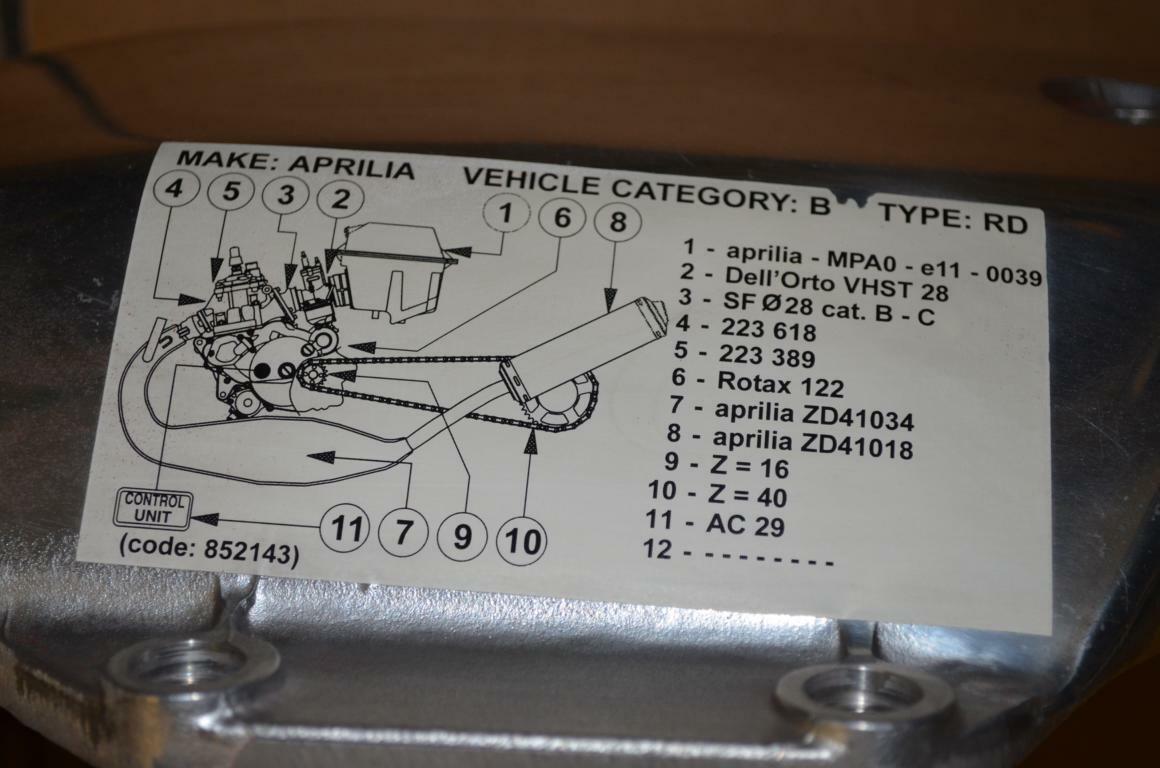 MAKE: APRILIA VEHICLE CATEGORY: B TYPE: RD
4 5 3 2 1 6 8
1 - aprilia - MPA0 - e11 - 0039
2 - Dell'Orto VHST 28
3 - SF Ø 28 cat. B - C
4 - 223 618
5 - 223 389
6 - Rotax 122
7 - aprilia ZD41034
8 - aprilia ZD41018
9 - Z = 16
10 - Z = 40
11 - AC 29
12 - - - - - - - - - -
CONTROL
UNIT
11 7 9 10
(code: 852143)